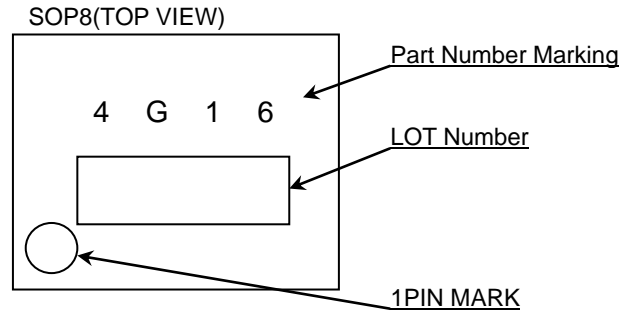 SOP8(TOP VIEW)
Part Number Marking
4 G 1 6
LOT Number
1PIN MARK